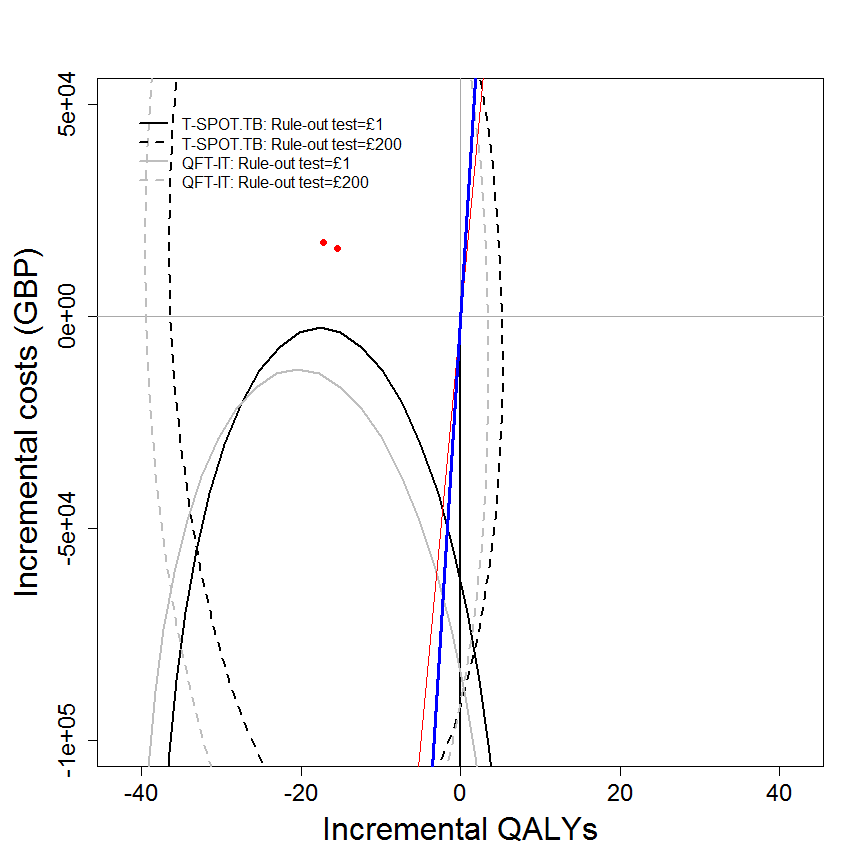 T-SPOT.TB: Rule-out test=£1
T-SPOT.TB: Rule-out test=£200
QFT-IT: Rule-out test=£1
QFT-IT: Rule-out test=£200
Incremental costs (GBP)
5e+04
0e+00
-5e+04
-1e+05
-40 -20 0 20 40
Incremental QALYs